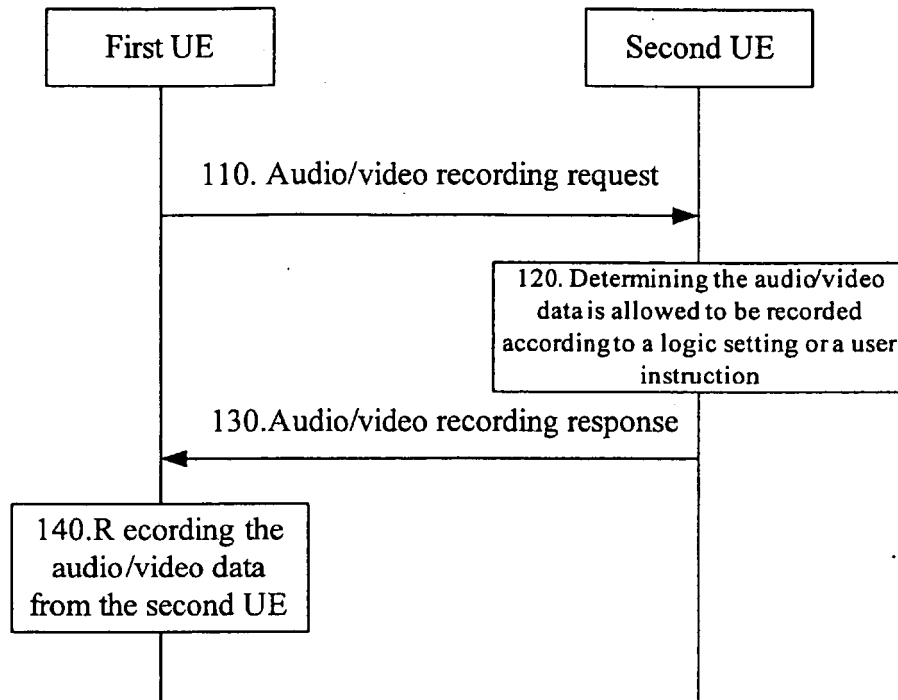 First UE
Second UE
110. Audio/video recording request
120. Determining the audio/video
data is allowed to be recorded
according to a logic setting or a user
instruction
130.Audio/video recording response
140.R ecording the
audio/video data
from the second UE